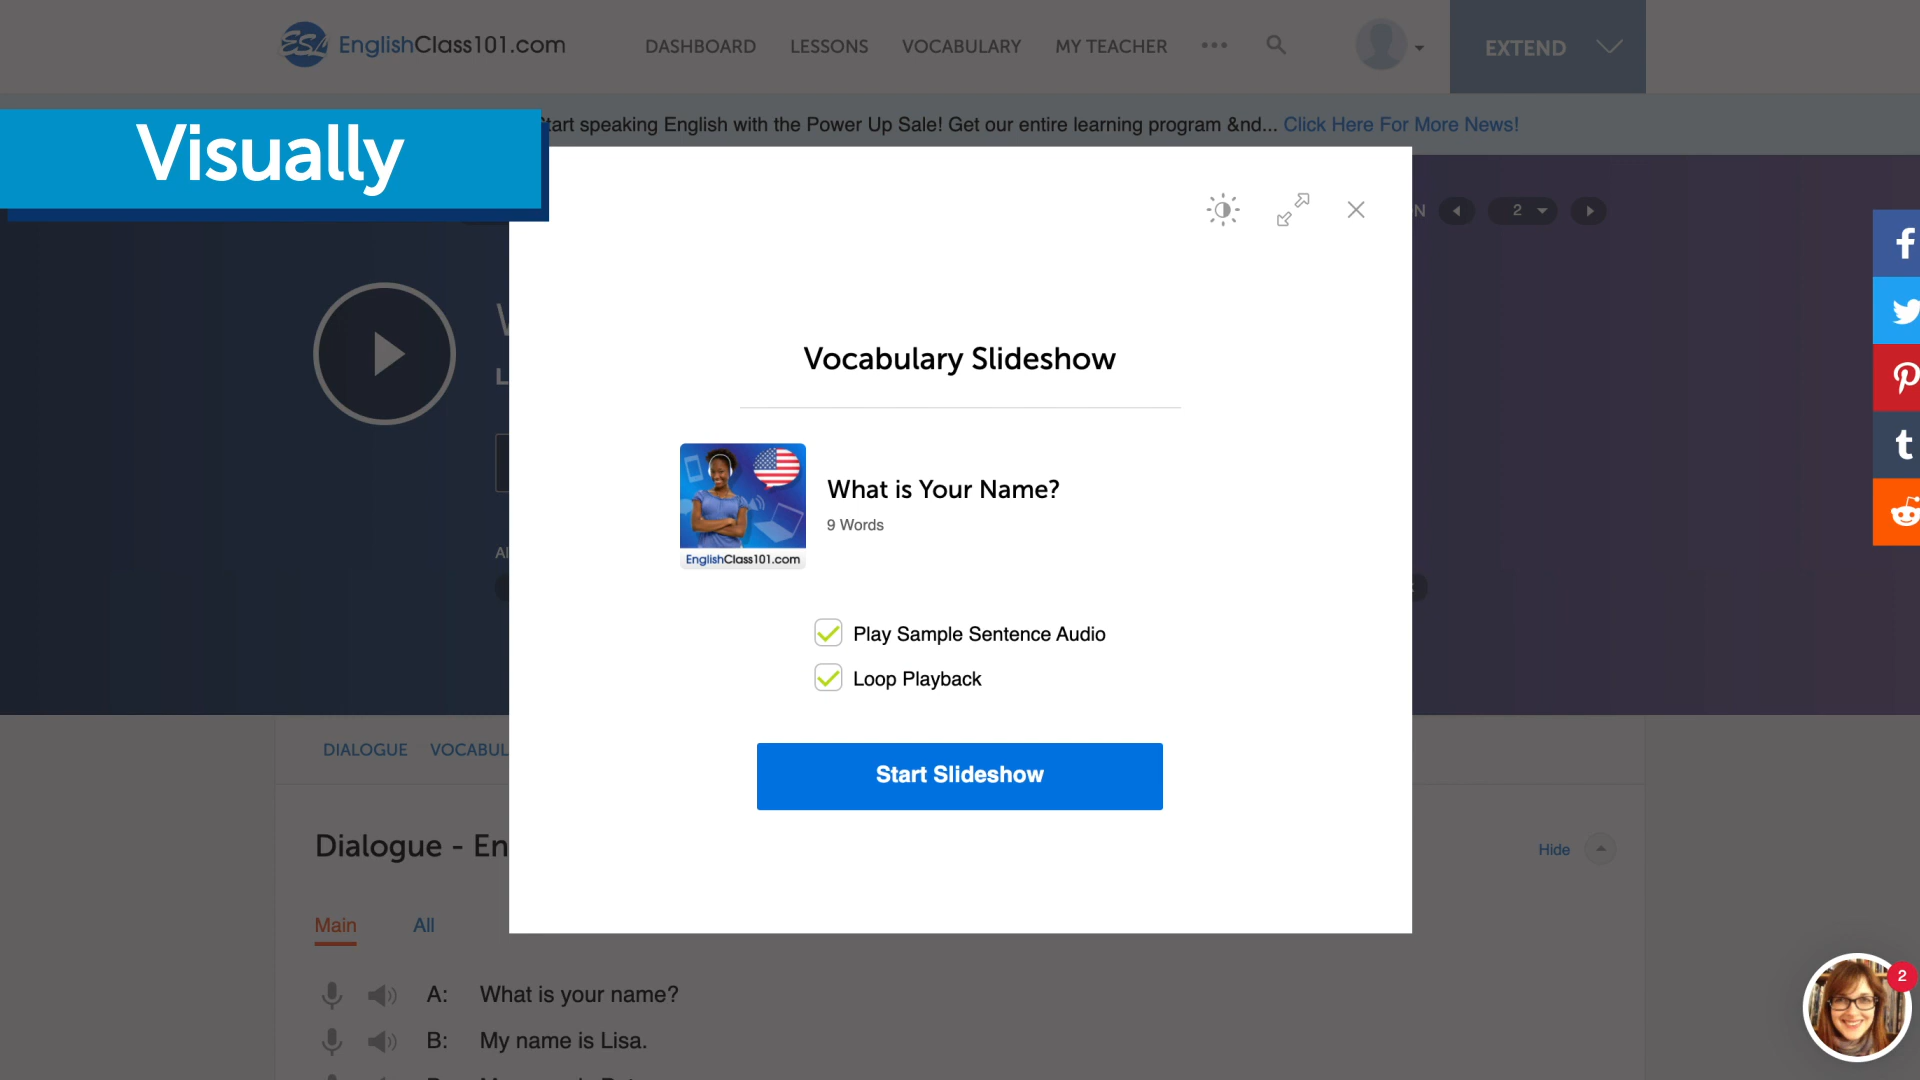 ESL EnglishClass101.com
DASHBOARD LESSONS VOCABULARY MY TEACHER
EXTEND
Start speaking English with the Power Up Sale! Get our entire learning program &nd... Click Here For More News!
Visually
2
Vocabulary Slideshow
What is Your Name?
9 Words
EnglishClass101.com
Play Sample Sentence Audio
Loop Playback
Start Slideshow
DIALOGUE VOCABUL
Dialogue - En
Hide
Main All
A: What is your name?
B: My name is Lisa.
2